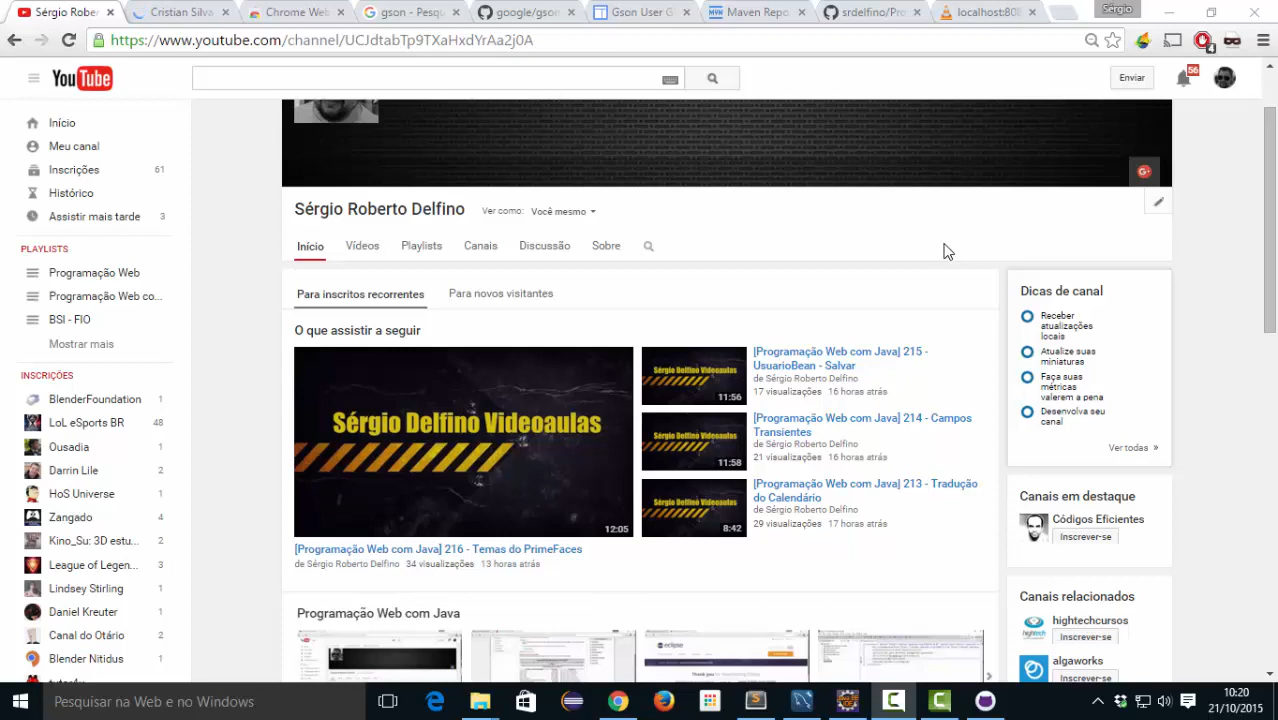 Sérgio Robe
Cristian Silva
Chrome Web
gson - Pesqu
google/gson
Gson User G
Maven Repo
srdelfino/Pro
localhost:808
Sérgio
https://www.youtube.com/channel/UCJdtabTp9TXaHxdYrAa2j0A
4
YouTube
Enviar
56
Início
Meu canal
Inscrições 61
Histórico
Assistir mais tarde 3
PLAYLISTS
Programação Web
Programação Web co...
BSI - FIO
Mostrar mais
INSCRIÇÕES
BlenderFoundation 1
LoL eSports BR 48
Jusadia 1
Darrin Lile 2
HoS Universe 1
Zangado 4
Kino_Su: 3D estu... 2
League of Legen... 3
Lindsey Stirling 1
Daniel Kreuter 1
Canal do Otário 2
Blender Nitidus 1
G+
Sérgio Roberto Delfino
Ver como: Você mesmo
Início Vídeos Playlists Canais Discussão Sobre
Para inscritos recorrentes Para novos visitantes
O que assistir a seguir
Sérgio Delfino Videoaulas
12:05
[Programação Web com Java] 216 - Temas do PrimeFaces
de Sérgio Roberto Delfino 34 visualizações 13 horas atrás
Sérgio Delfino Videoaulas
11:56
[Programação Web com Java] 215 -
UsuarioBean - Salvar
de Sérgio Roberto Delfino
17 visualizações 16 horas atrás
Sérgio Delfino Videoaulas
11:58
[Programação Web com Java] 214 - Campos
Transientes
de Sérgio Roberto Delfino
21 visualizações 16 horas atrás
Sérgio Delfino Videoaulas
8:42
[Programação Web com Java] 213 - Tradução
do Calendário
de Sérgio Roberto Delfino
29 visualizações 17 horas atrás
Programação Web com Java
eclipse
Dicas de canal
Receber
atualizações
locais
Atualize suas
miniaturas
Faça suas
métricas
valerem a pena
Desenvolva seu
canal
Ver todas »
Canais em destaque
Códigos Eficientes
Inscrever-se
Canais relacionados
hightechcursos
Inscrever-se
algaworks
Inscrever-se
Pesquisar na Web e no Windows
10:20
21/10/2015